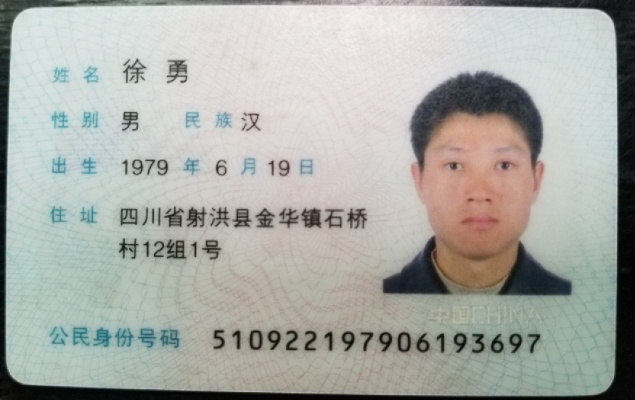 姓名 徐勇
性别 男 民族 汉
出生 1979 年 6 月 19 日
住址 四川省射洪县金华镇石桥
村12组1号
中国CHINA
公民身份号码 510922197906193697